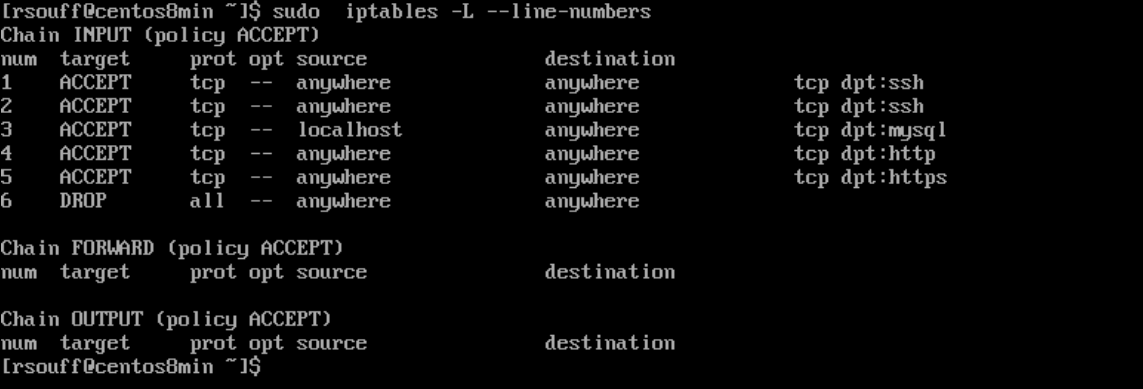 [rsouff@centos8min ~]$ sudo  iptables -L --line-numbers
Chain INPUT (policy ACCEPT)
num  target     prot opt source               destination
1    ACCEPT     tcp  --  anywhere             anywhere             tcp dpt:ssh
2    ACCEPT     tcp  --  anywhere             anywhere             tcp dpt:ssh
3    ACCEPT     tcp  --  localhost            anywhere             tcp dpt:mysql
4    ACCEPT     tcp  --  anywhere             anywhere             tcp dpt:http
5    ACCEPT     tcp  --  anywhere             anywhere             tcp dpt:https
6    DROP       all  --  anywhere             anywhere

Chain FORWARD (policy ACCEPT)
num  target     prot opt source               destination

Chain OUTPUT (policy ACCEPT)
num  target     prot opt source               destination
[rsouff@centos8min ~]$